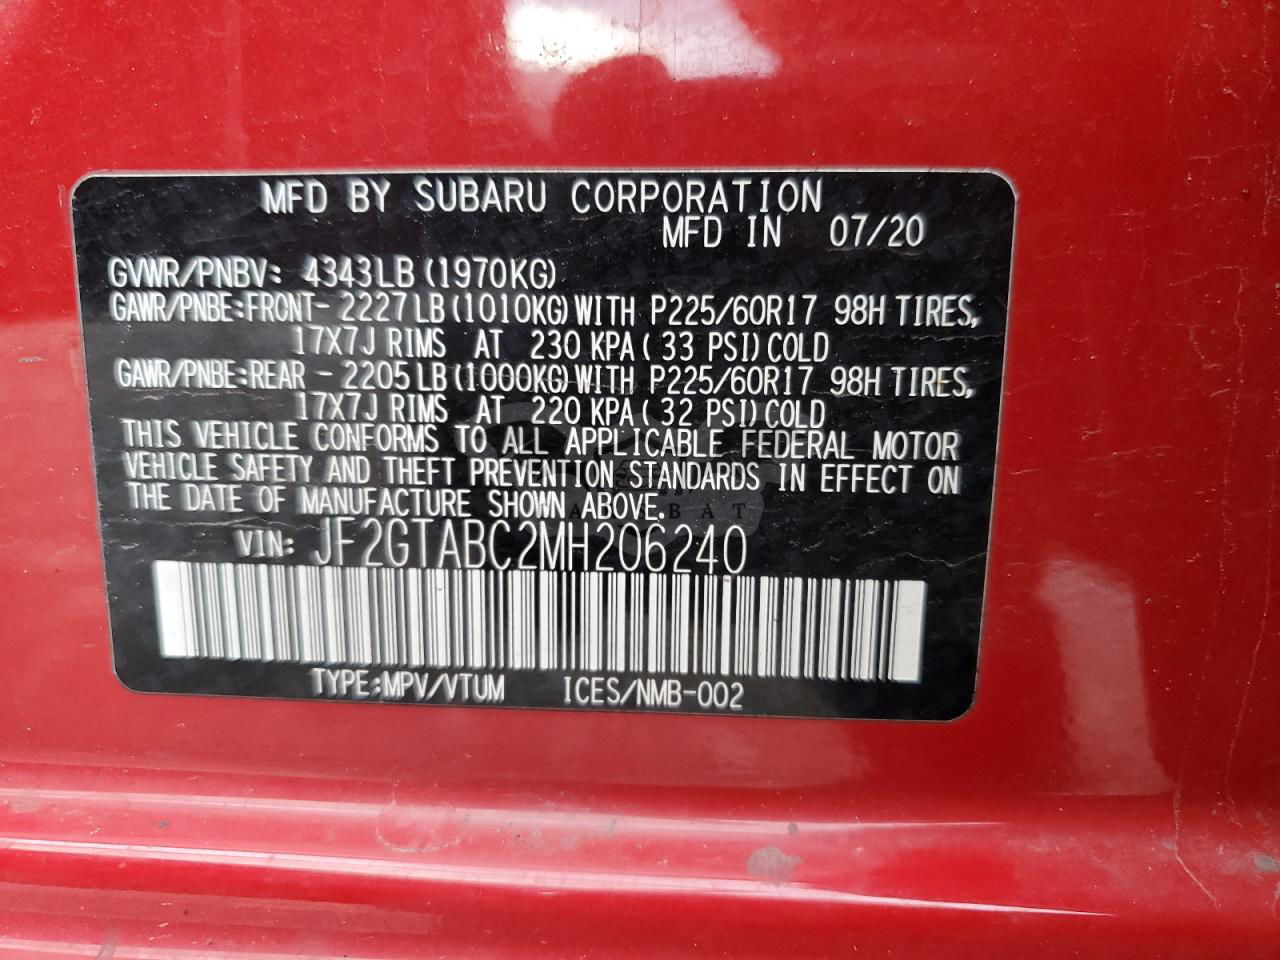 MFD BY SUBARU CORPORATION
MFD IN 07/20
GVWR/PNBV: 4343LB (1970KG)
GAWR/PNBE:FRONT- 2227LB (1010KG) WITH P225/60R17 98H TIRES,
17X7J RIMS AT 230 KPA ( 33 PSI) COLD
GAWR/PNBE:REAR - 2205LB (1000KG) WITH P225/60R17 98H TIRES,
17X7J RIMS AT 220 KPA ( 32 PSI) COLD
THIS VEHICLE CONFORMS TO ALL APPLICABLE FEDERAL MOTOR
VEHICLE SAFETY AND THEFT PREVENTION STANDARDS IN EFFECT ON
THE DATE OF MANUFACTURE SHOWN ABOVE.
VIN: JF2GTABC2MH206240
TYPE:MPV/VTUM ICES/NMB-002